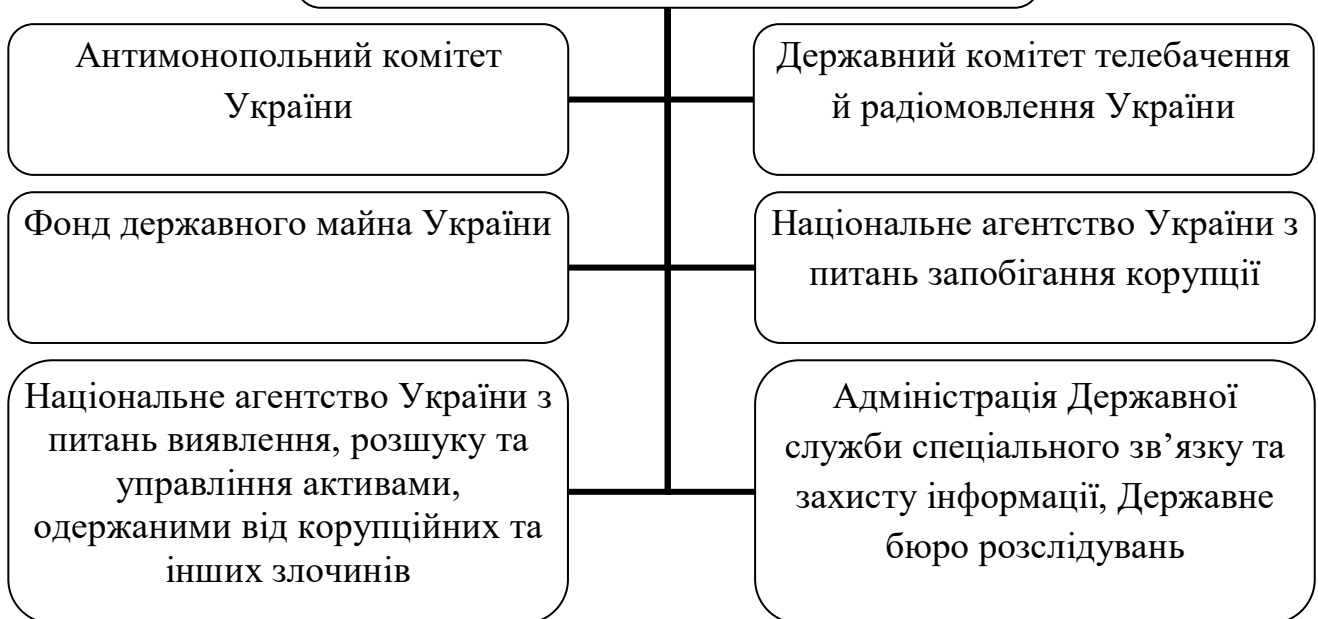 Антимонопольний комітет
України
Державний комітет телебачення
й радіомовлення України
Фонд державного майна України
Національне агентство України з
питань запобігання корупції
Національне агентство України з
питань виявлення, розшуку та
управління активами,
одержаними від корупційних та
інших злочинів
Адміністрація Державної
служби спеціального зв’язку та
захисту інформації, Державне
бюро розслідувань